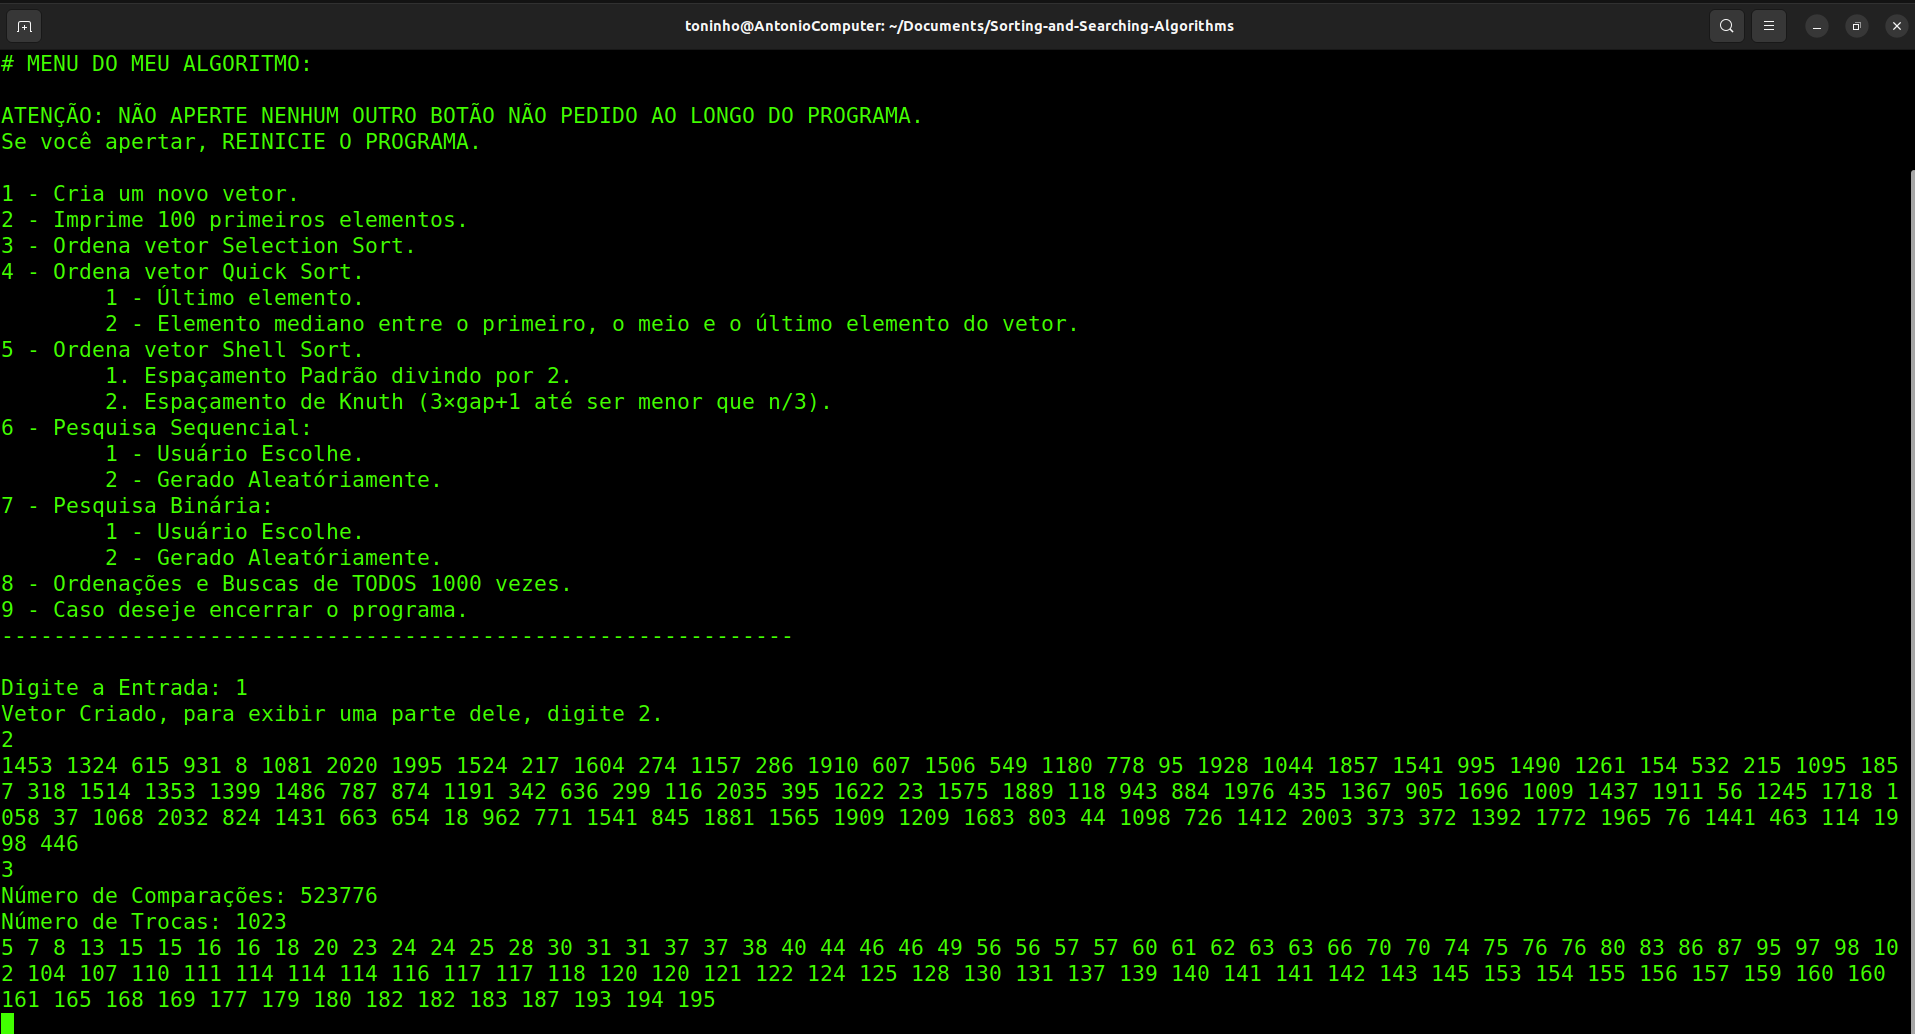 toninho@AntonioComputer: ~/Documents/Sorting-and-Searching-Algorithms
# MENU DO MEU ALGORITMO:
ATENÇÃO: NÃO APERTE NENHUM OUTRO BOTÃO NÃO PEDIDO AO LONGO DO PROGRAMA.
Se você apertar, REINICIE O PROGRAMA.
1 - Cria um novo vetor.
2 - Imprime 100 primeiros elementos.
3 - Ordena vetor Selection Sort.
4 - Ordena vetor Quick Sort.
1 - Último elemento.
2 - Elemento mediano entre o primeiro, o meio e o último elemento do vetor.
5 - Ordena vetor Shell Sort.
1. Espaçamento Padrão divindo por 2.
2. Espaçamento de Knuth (3×gap+1 até ser menor que n/3).
6 - Pesquisa Sequencial:
1 - Usuário Escolhe.
2 - Gerado Aleatóriamente.
7 - Pesquisa Binária:
1 - Usuário Escolhe.
2 - Gerado Aleatóriamente.
8 - Ordenações e Buscas de TODOS 1000 vezes.
9 - Caso deseje encerrar o programa.
-------------------------------------------------------------
Digite a Entrada: 1
Vetor Criado, para exibir uma parte dele, digite 2.
2
1453 1324 615 931 8 1081 2020 1995 1524 217 1604 274 1157 286 1910 607 1506 549 1180 778 95 1928 1044 1857 1541 995 1490 1261 154 532 215 1095 185
7 318 1514 1353 1399 1486 787 874 1191 342 636 299 116 2035 395 1622 23 1575 1889 118 943 884 1976 435 1367 905 1696 1009 1437 1911 56 1245 1718 1
058 37 1068 2032 824 1431 663 654 18 962 771 1541 845 1881 1565 1909 1209 1683 803 44 1098 726 1412 2003 373 372 1392 1772 1965 76 1441 463 114 19
98 446
3
Número de Comparações: 523776
Número de Trocas: 1023
5 7 8 13 15 15 16 16 18 20 23 24 24 25 28 30 31 31 37 37 38 40 44 46 46 49 56 56 57 57 60 61 62 63 63 66 70 70 74 75 76 76 80 83 86 87 95 97 98 10
2 104 107 110 111 114 114 114 116 117 117 118 120 120 121 122 124 125 128 130 131 137 139 140 141 141 142 143 145 153 154 155 156 157 159 160 160
161 165 168 169 177 179 180 182 182 183 187 193 194 195